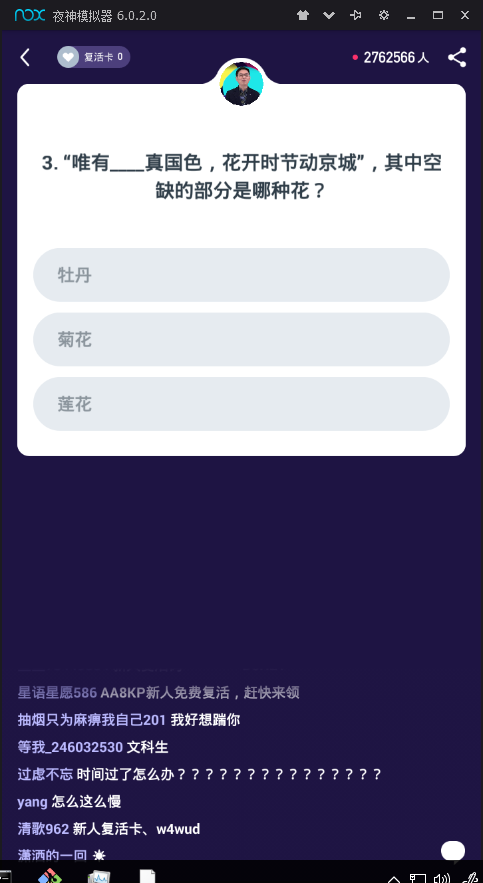 nox 夜神模拟器 6.0.2.0
复活卡 0
2762566 人
3. “唯有____真国色，花开时节动京城”，其中空
缺的部分是哪种花？
牡丹
菊花
莲花
星语星愿586 AA8KP新人免费复活，赶快来领
抽烟只为麻痹我自己201 我好想踹你
等我_246032530 文科生
过虑不忘 时间过了怎么办？？？？？？？？？？？？？？？
yang 怎么这么慢
清歌962 新人复活卡、w4wud
潇洒的一回